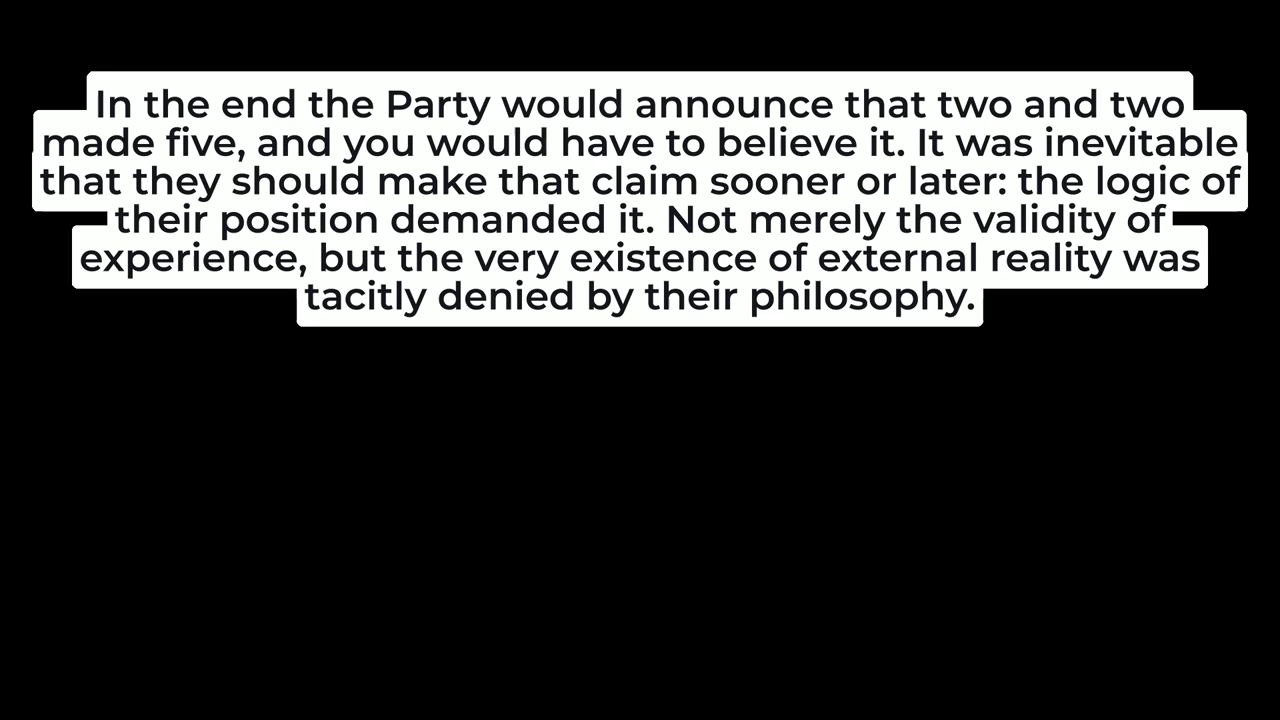 In the end the Party would announce that two and two
made five, and you would have to believe it. It was inevitable
that they should make that claim sooner or later: the logic of
their position demanded it. Not merely the validity of
experience, but the very existence of external reality was
tacitly denied by their philosophy.